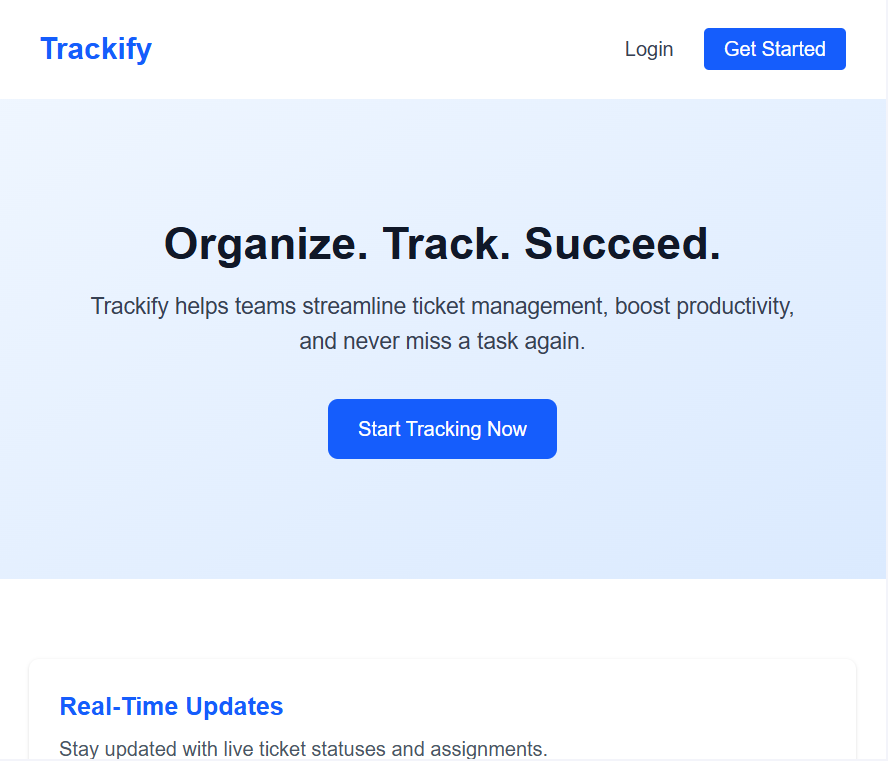 Trackify
Login
Get Started
Organize. Track. Succeed.
Trackify helps teams streamline ticket management, boost productivity,
and never miss a task again.
Start Tracking Now
Real-Time Updates
Stay updated with live ticket statuses and assignments.